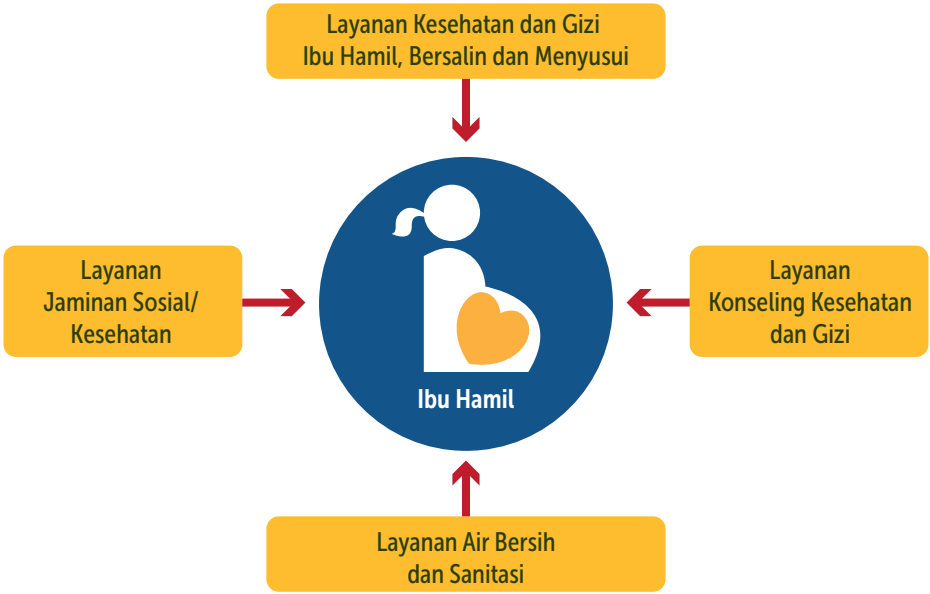 Layanan Kesehatan dan Gizi
Ibu Hamil, Bersalin dan Menyusui
Layanan
Jaminan Sosial/
Kesehatan
Layanan
Konseling Kesehatan
dan Gizi
Ibu Hamil
Layanan Air Bersih
dan Sanitasi